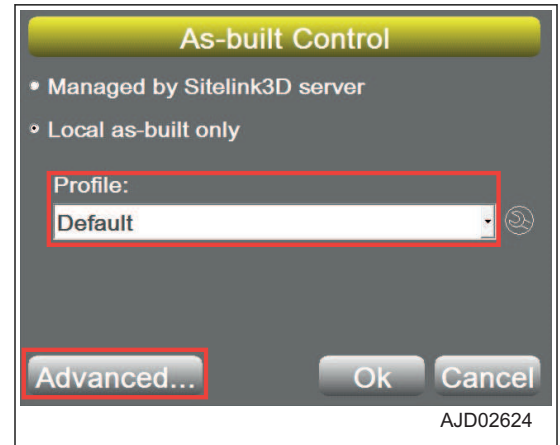 As-built Control
Managed by Sitelink3D server
Local as-built only
Profile:
Default
Advanced...
Ok
Cancel
AJD02624